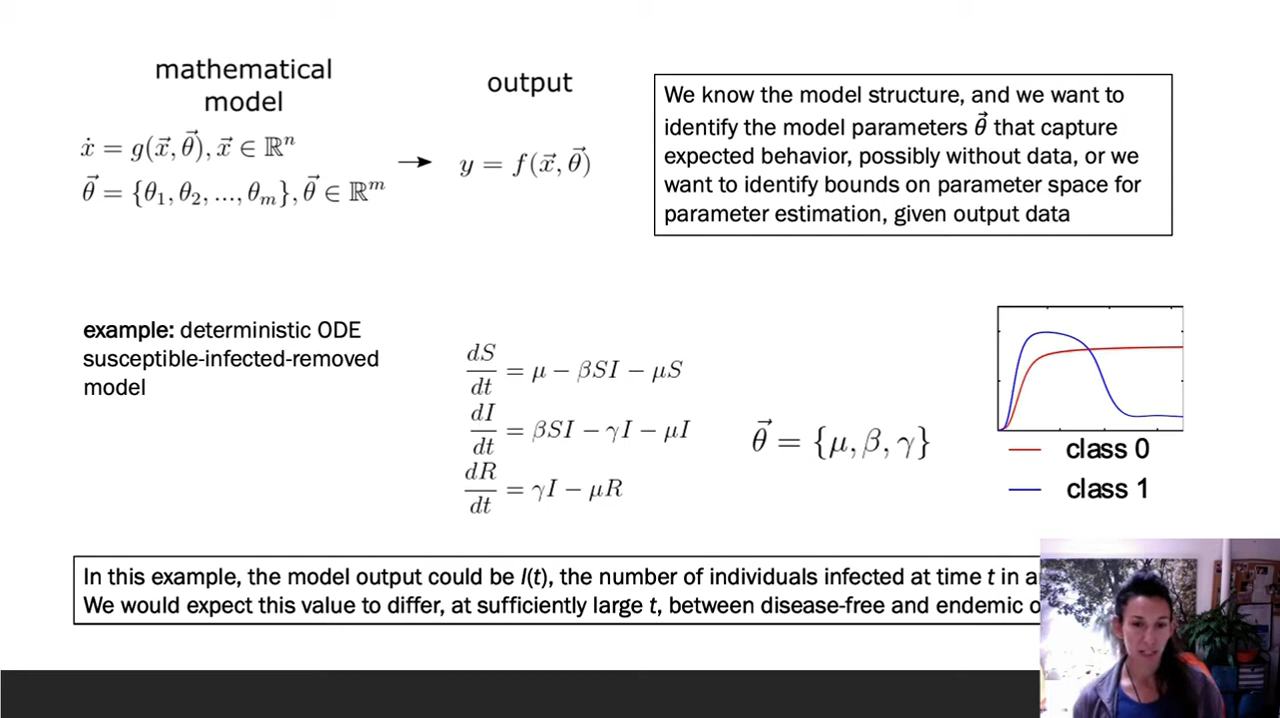 mathematical
model
output
ẋ = g(x⃗, θ⃗), x⃗ ∈ ℝⁿ
θ⃗ = {θ₁, θ₂, ..., θₘ}, θ⃗ ∈ ℝᵐ
y = f(x⃗, θ⃗)
We know the model structure, and we want to
identify the model parameters θ⃗ that capture
expected behavior, possibly without data, or we
want to identify bounds on parameter space for
parameter estimation, given output data
example: deterministic ODE
susceptible-infected-removed
model
dS/dt = μ − βSI − μS
dI/dt = βSI − γI − μI
dR/dt = γI − μR
θ⃗ = {μ, β, γ}
class 0
class 1
In this example, the model output could be I(t), the number of individuals infected at time t in a
We would expect this value to differ, at sufficiently large t, between disease-free and endemic